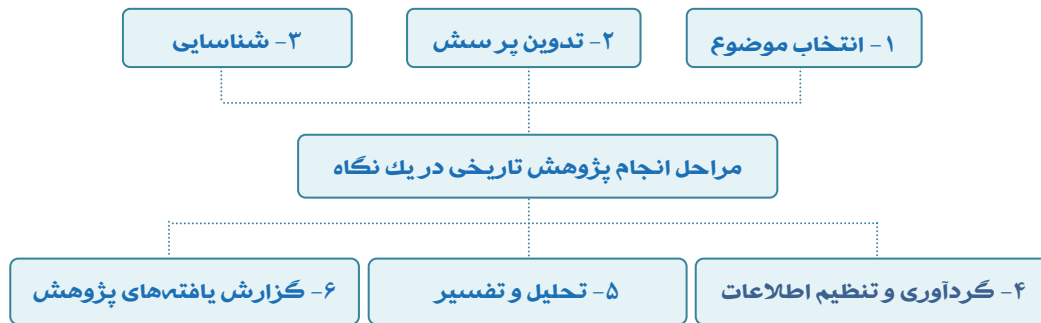 ۱- انتخاب موضوع
۲- تدوین پرسش
۳- شناسایی
مراحل انجام پژوهش تاریخی در یك نگاه
۴- گردآوری و تنظیم اطلاعات
۵- تحلیل و تفسیر
۶- گزارش یافته‌های پژوهش